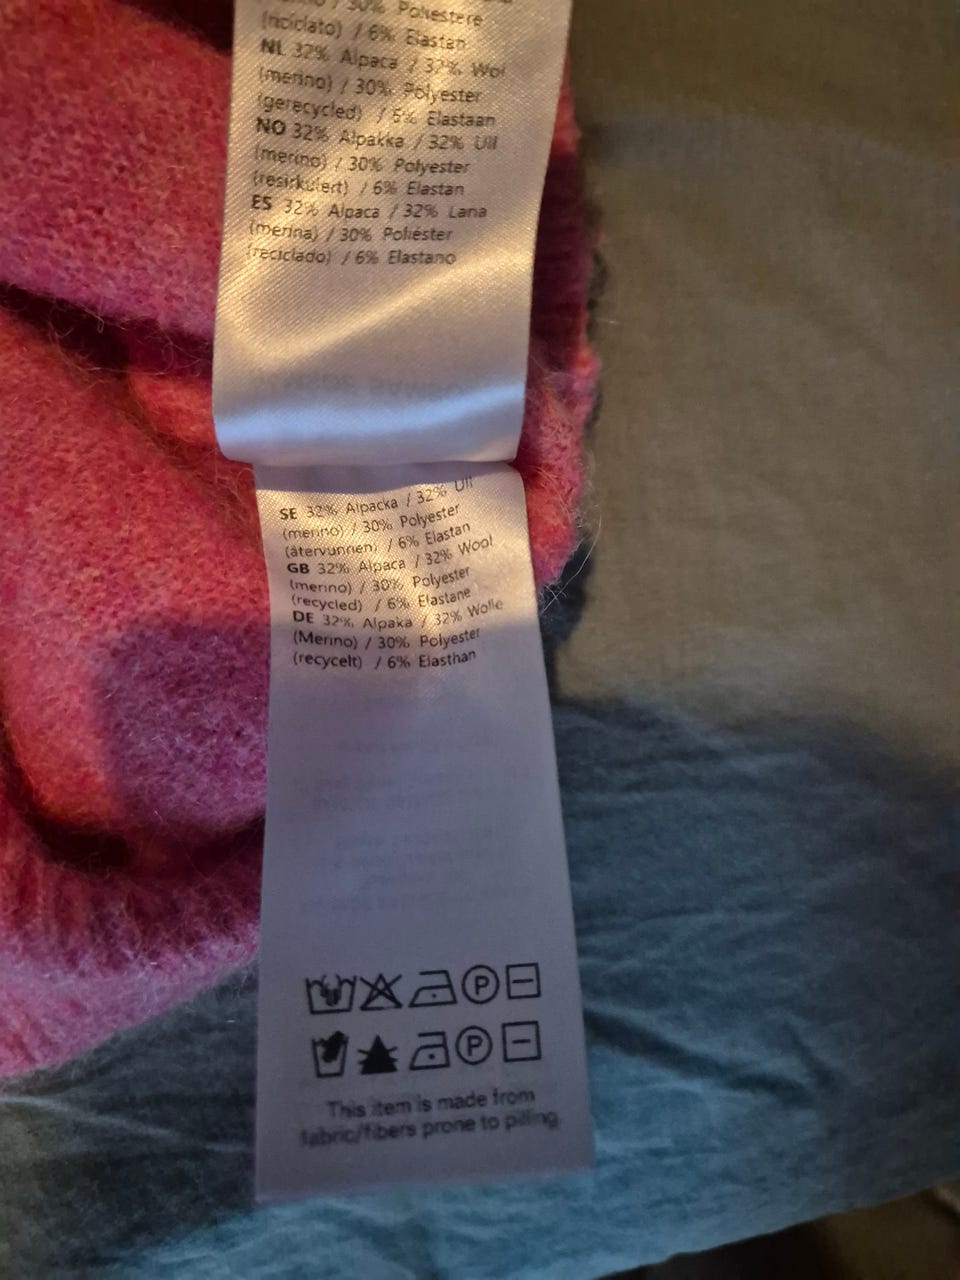 / 30% Poliestere
(riciclato) / 6% Elastan
NL 32% Alpaca / 32% Wol
(merino) / 30% Polyester
(gerecycled) / 6% Elastaan
NO 32% Alpakka / 32% Ull
(merino) / 30% Polyester
(resirkulert) / 6% Elastan
ES 32% Alpaca / 32% Lana
(merina) / 30% Poliéster
(reciclado) / 6% Elastano
SE 32% Alpacka / 32% Ull
(merino) / 30% Polyester
(återvunnen) / 6% Elastan
GB 32% Alpaca / 32% Wool
(merino) / 30% Polyester
(recycled) / 6% Elastane
DE 32% Alpaka / 32% Wolle
(Merino) / 30% Polyester
(recycelt) / 6% Elasthan
P
P
This item is made from
fabric/fibers prone to pilling